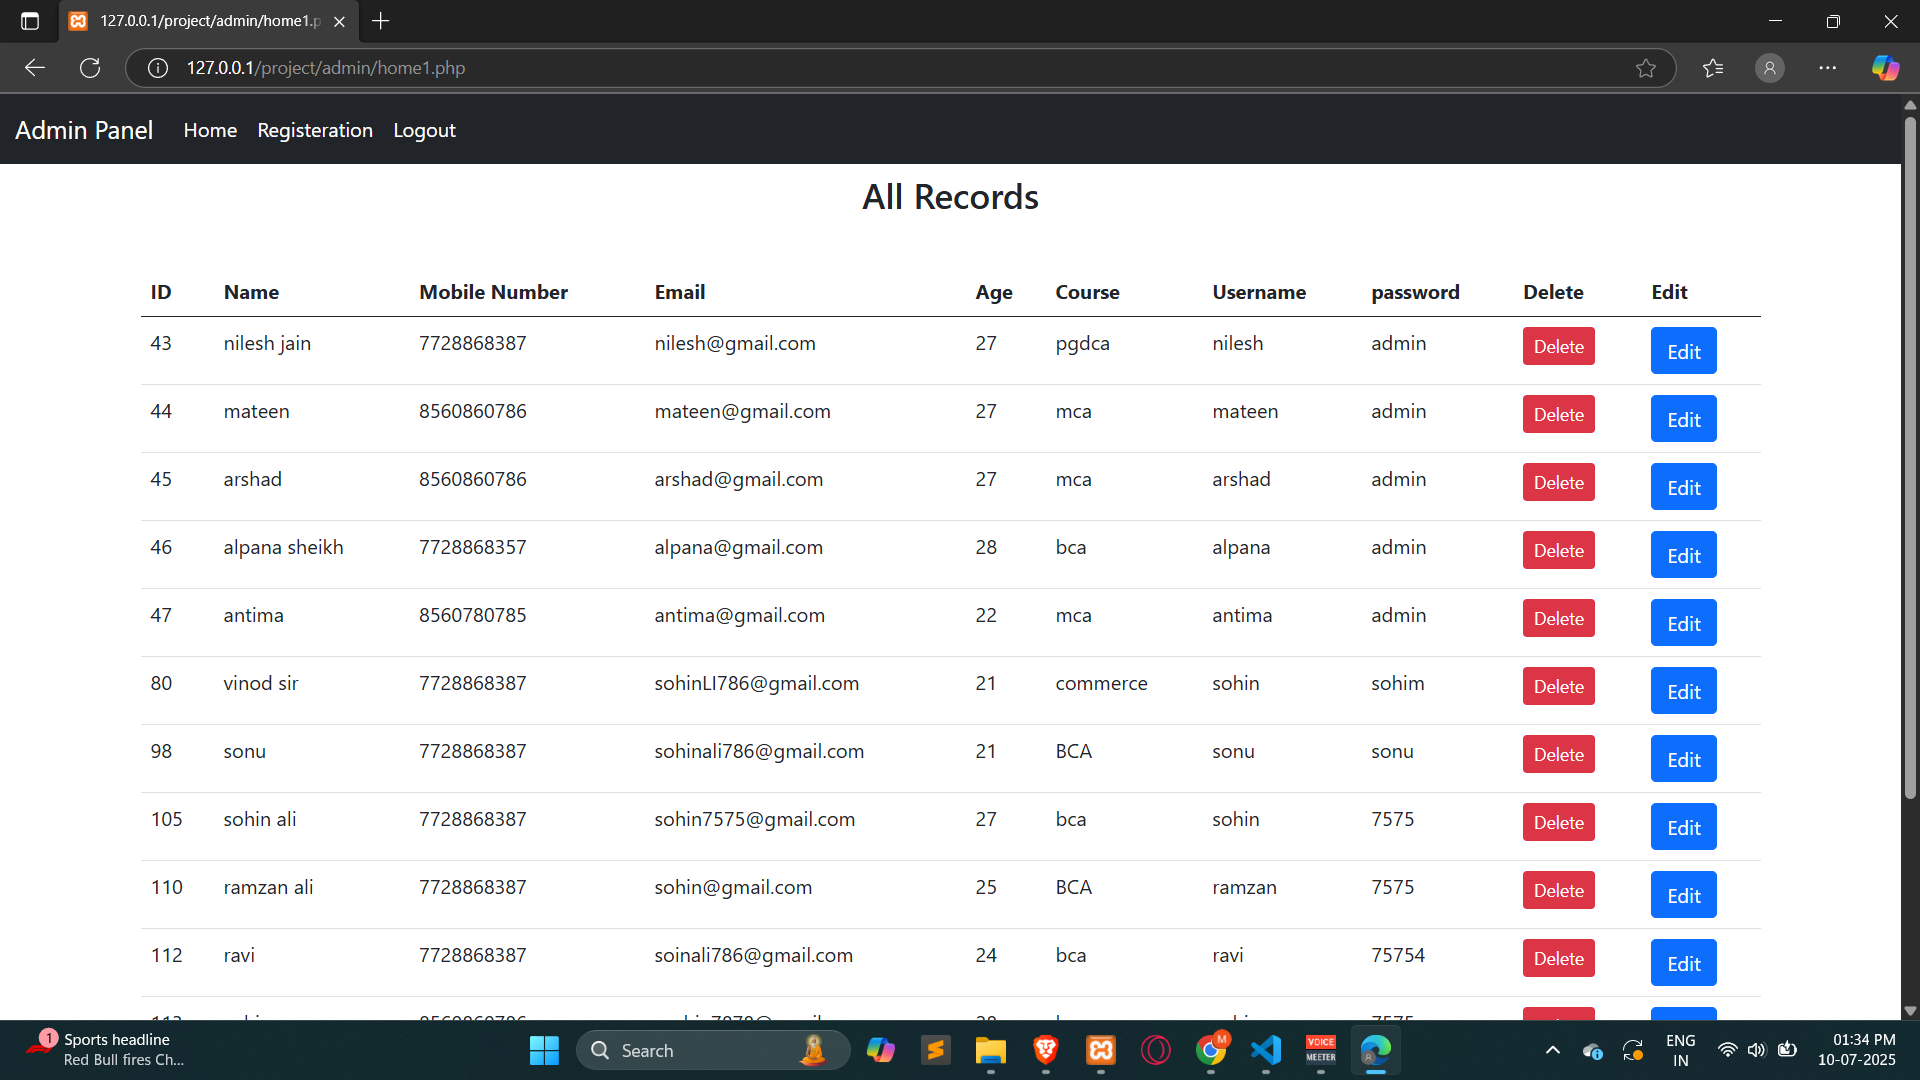 127.0.0.1/project/admin/home1.p
127.0.0.1/project/admin/home1.php
Admin Panel Home Registeration Logout
All Records
ID Name Mobile Number Email Age Course Username password Delete Edit
43 nilesh jain 7728868387 nilesh@gmail.com 27 pgdca nilesh admin Delete Edit
44 mateen 8560860786 mateen@gmail.com 27 mca mateen admin Delete Edit
45 arshad 8560860786 arshad@gmail.com 27 mca arshad admin Delete Edit
46 alpana sheikh 7728868357 alpana@gmail.com 28 bca alpana admin Delete Edit
47 antima 8560780785 antima@gmail.com 22 mca antima admin Delete Edit
80 vinod sir 7728868387 sohinLI786@gmail.com 21 commerce sohin sohim Delete Edit
98 sonu 7728868387 sohinali786@gmail.com 21 BCA sonu sonu Delete Edit
105 sohin ali 7728868387 sohin7575@gmail.com 27 bca sohin 7575 Delete Edit
110 ramzan ali 7728868387 sohin@gmail.com 25 BCA ramzan 7575 Delete Edit
112 ravi 7728868387 soinali786@gmail.com 24 bca ravi 75754 Delete Edit
1 Sports headline
Red Bull fires Ch...
Search
M
VOICE
MEETER
ENG
IN
01:34 PM
10-07-2025